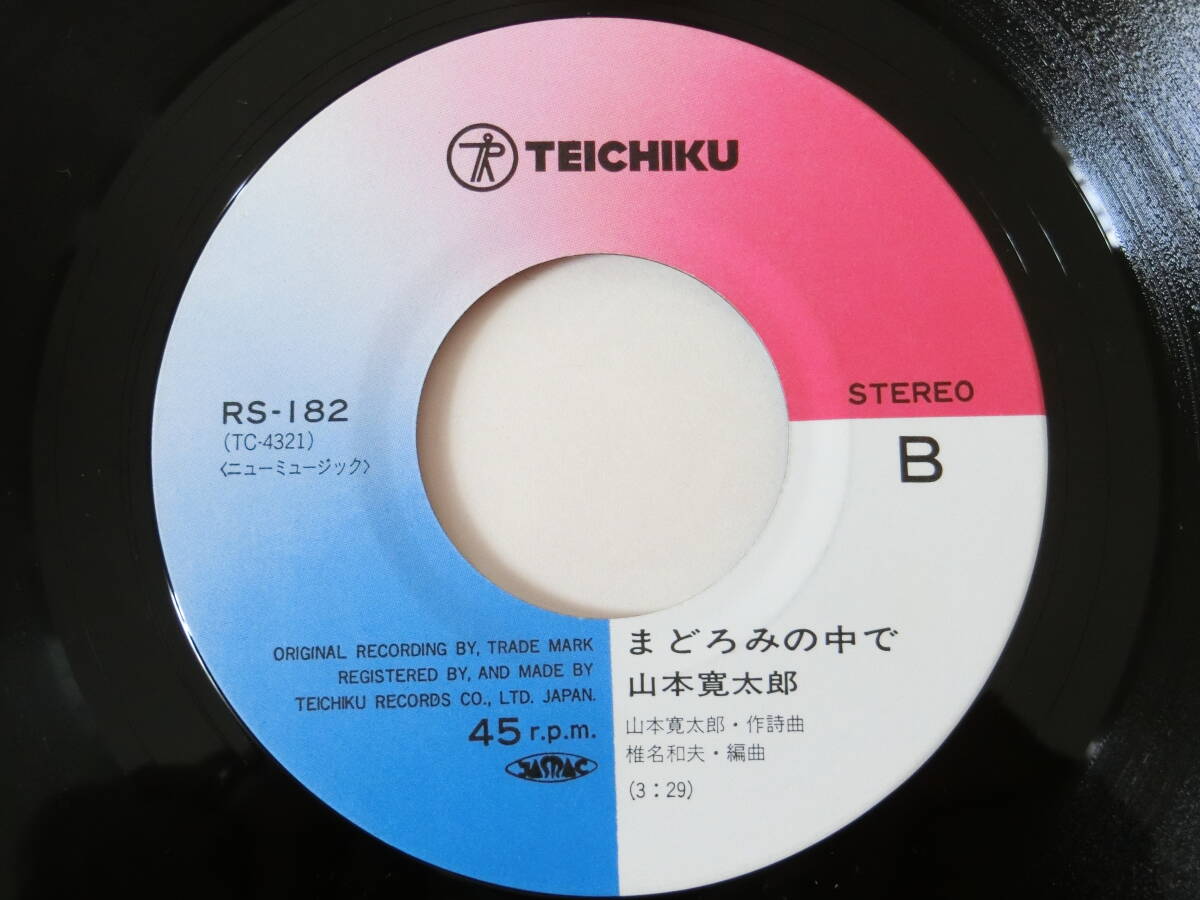 TEICHIKU
STEREO
B
RS-182
(TC-4321)
〈ニューミュージック〉
ORIGINAL RECORDING BY, TRADE MARK
REGISTERED BY, AND MADE BY
TEICHIKU RECORDS CO., LTD. JAPAN.
45 r.p.m.
JASRAC
まどろみの中で
山本寛太郎
山本寛太郎・作詩曲
椎名和夫・編曲
(3:29)